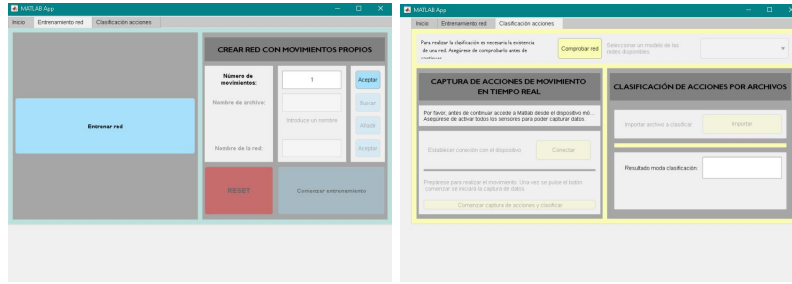 MATLAB App
Inicio Entrenamiento red Clasificación acciones
Entrenar red
CREAR RED CON MOVIMIENTOS PROPIOS
Número de
movimientos:
1
Aceptar
Nombre de archivo:
Buscar
Introduce un nombre
Añadir
Nombre de la red:
Aceptar
RESET
Comenzar entrenamiento
MATLAB App
Inicio Entrenamiento red Clasificación acciones
Para realizar la clasificación es necesaria la existencia
de una red. Asegúrese de comprobarlo antes de
continuar.
Comprobar red
Seleccionar un modelo de las
redes disponibles:
CAPTURA DE ACCIONES DE MOVIMIENTO
EN TIEMPO REAL
Por favor, antes de continuar accede a Matlab desde el dispositivo mó...
Asegúrese de activar todos los sensores para poder capturar datos.
Establecer conexión con el dispositivo
Conectar
Prepárese para realizar el movimiento. Una vez se pulse el botón
comenzar se iniciará la captura de datos.
Comenzar captura de acciones y clasificar
CLASIFICACIÓN DE ACCIONES POR ARCHIVOS
Importar archivo a clasificar
Importar
Resultado moda clasificación: